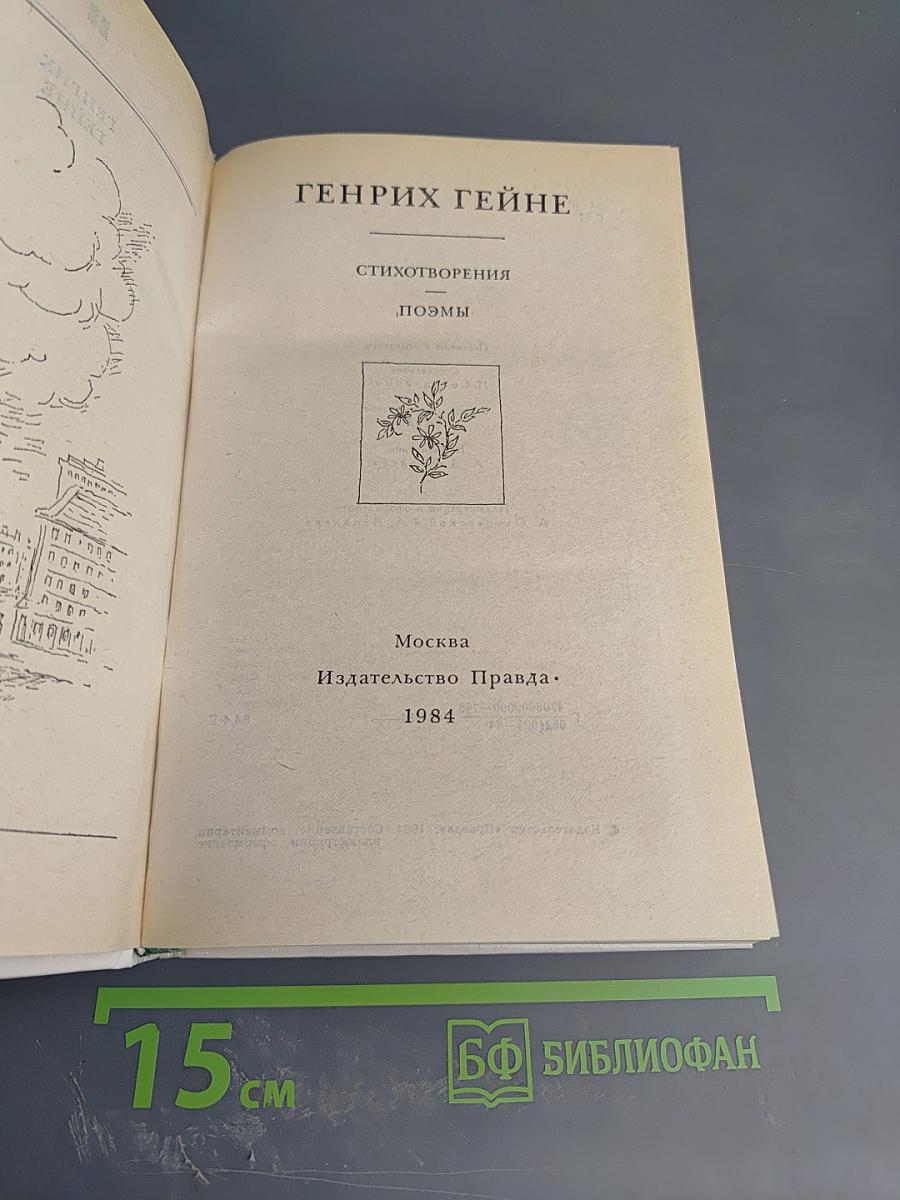 ГЕНРИХ ГЕЙНЕ
СТИХОТВОРЕНИЯ
ПОЭМЫ
Москва
Издательство Правда
1984
15 см
БФ БИБЛИОФАН